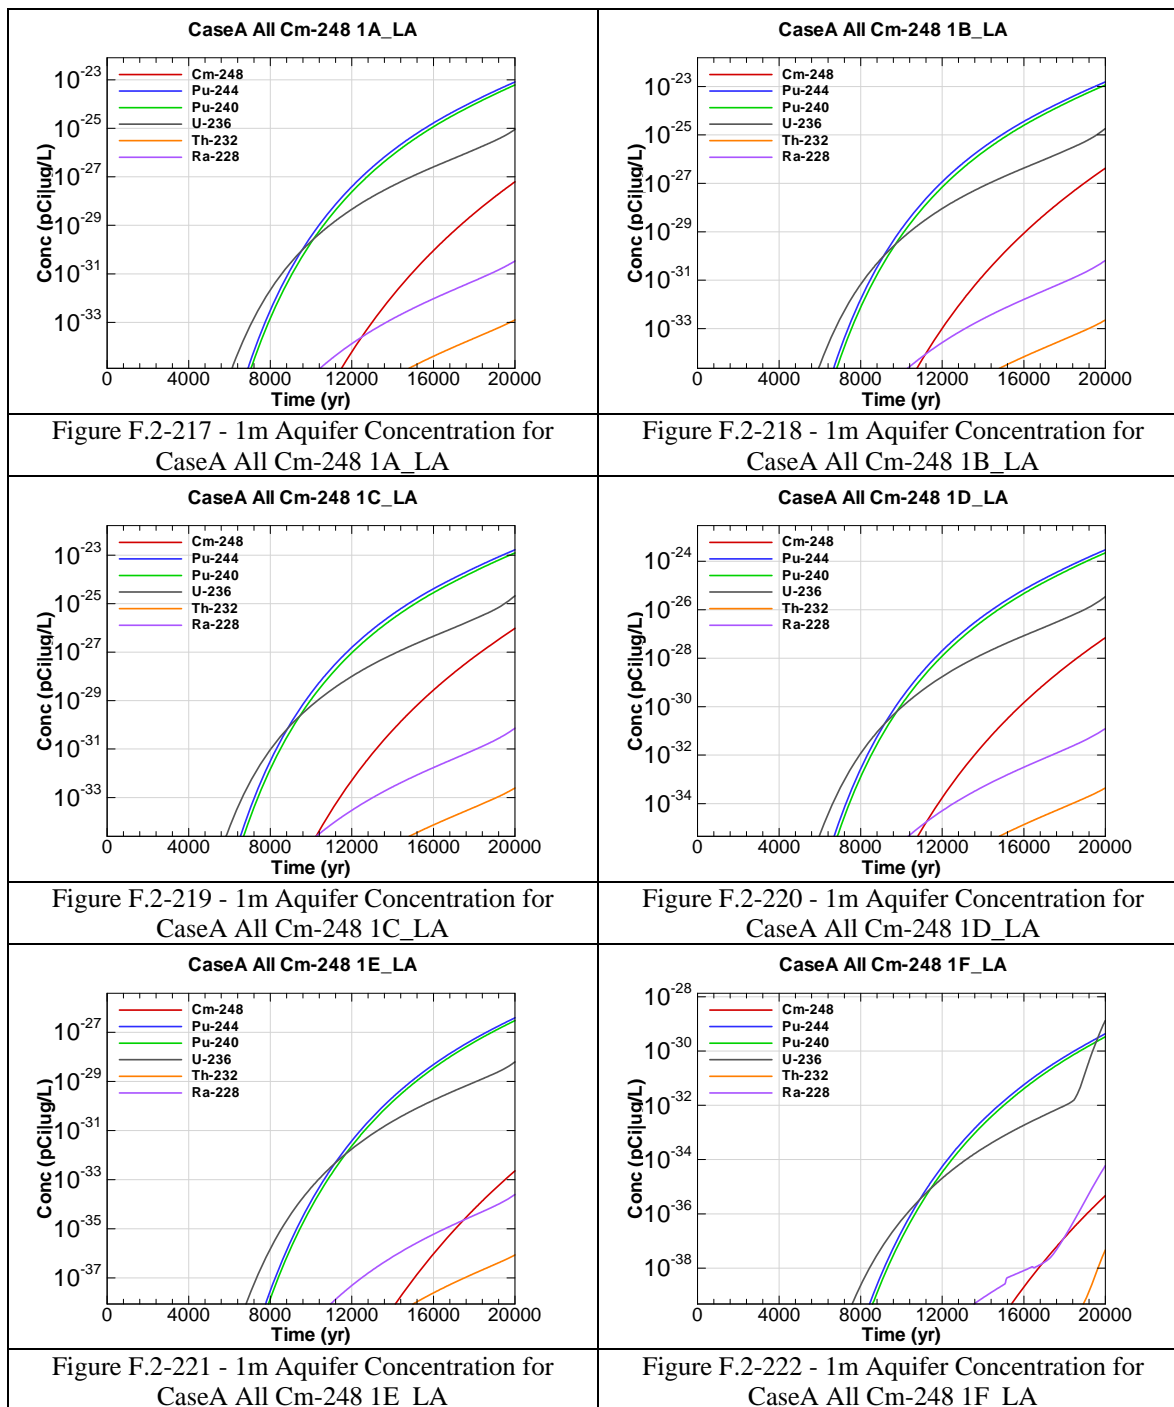 CaseA All Cm-248 1A_LA
Conc (pCi|ug/L)
10-23
10-25
10-27
10-29
10-31
10-33
Cm-248
Pu-244
Pu-240
U-236
Th-232
Ra-228
0 4000 8000 12000 16000 20000
Time (yr)
Figure F.2-217 - 1m Aquifer Concentration for
CaseA All Cm-248 1A_LA
CaseA All Cm-248 1B_LA
Conc (pCi|ug/L)
10-23
10-25
10-27
10-29
10-31
10-33
Cm-248
Pu-244
Pu-240
U-236
Th-232
Ra-228
0 4000 8000 12000 16000 20000
Time (yr)
Figure F.2-218 - 1m Aquifer Concentration for
CaseA All Cm-248 1B_LA
CaseA All Cm-248 1C_LA
Conc (pCi|ug/L)
10-23
10-25
10-27
10-29
10-31
10-33
Cm-248
Pu-244
Pu-240
U-236
Th-232
Ra-228
0 4000 8000 12000 16000 20000
Time (yr)
Figure F.2-219 - 1m Aquifer Concentration for
CaseA All Cm-248 1C_LA
CaseA All Cm-248 1D_LA
Conc (pCi|ug/L)
10-24
10-26
10-28
10-30
10-32
10-34
Cm-248
Pu-244
Pu-240
U-236
Th-232
Ra-228
0 4000 8000 12000 16000 20000
Time (yr)
Figure F.2-220 - 1m Aquifer Concentration for
CaseA All Cm-248 1D_LA
CaseA All Cm-248 1E_LA
Conc (pCi|ug/L)
10-27
10-29
10-31
10-33
10-35
10-37
Cm-248
Pu-244
Pu-240
U-236
Th-232
Ra-228
0 4000 8000 12000 16000 20000
Time (yr)
Figure F.2-221 - 1m Aquifer Concentration for
CaseA All Cm-248 1E_LA
CaseA All Cm-248 1F_LA
Conc (pCi|ug/L)
10-28
10-30
10-32
10-34
10-36
10-38
Cm-248
Pu-244
Pu-240
U-236
Th-232
Ra-228
0 4000 8000 12000 16000 20000
Time (yr)
Figure F.2-222 - 1m Aquifer Concentration for
CaseA All Cm-248 1F_LA